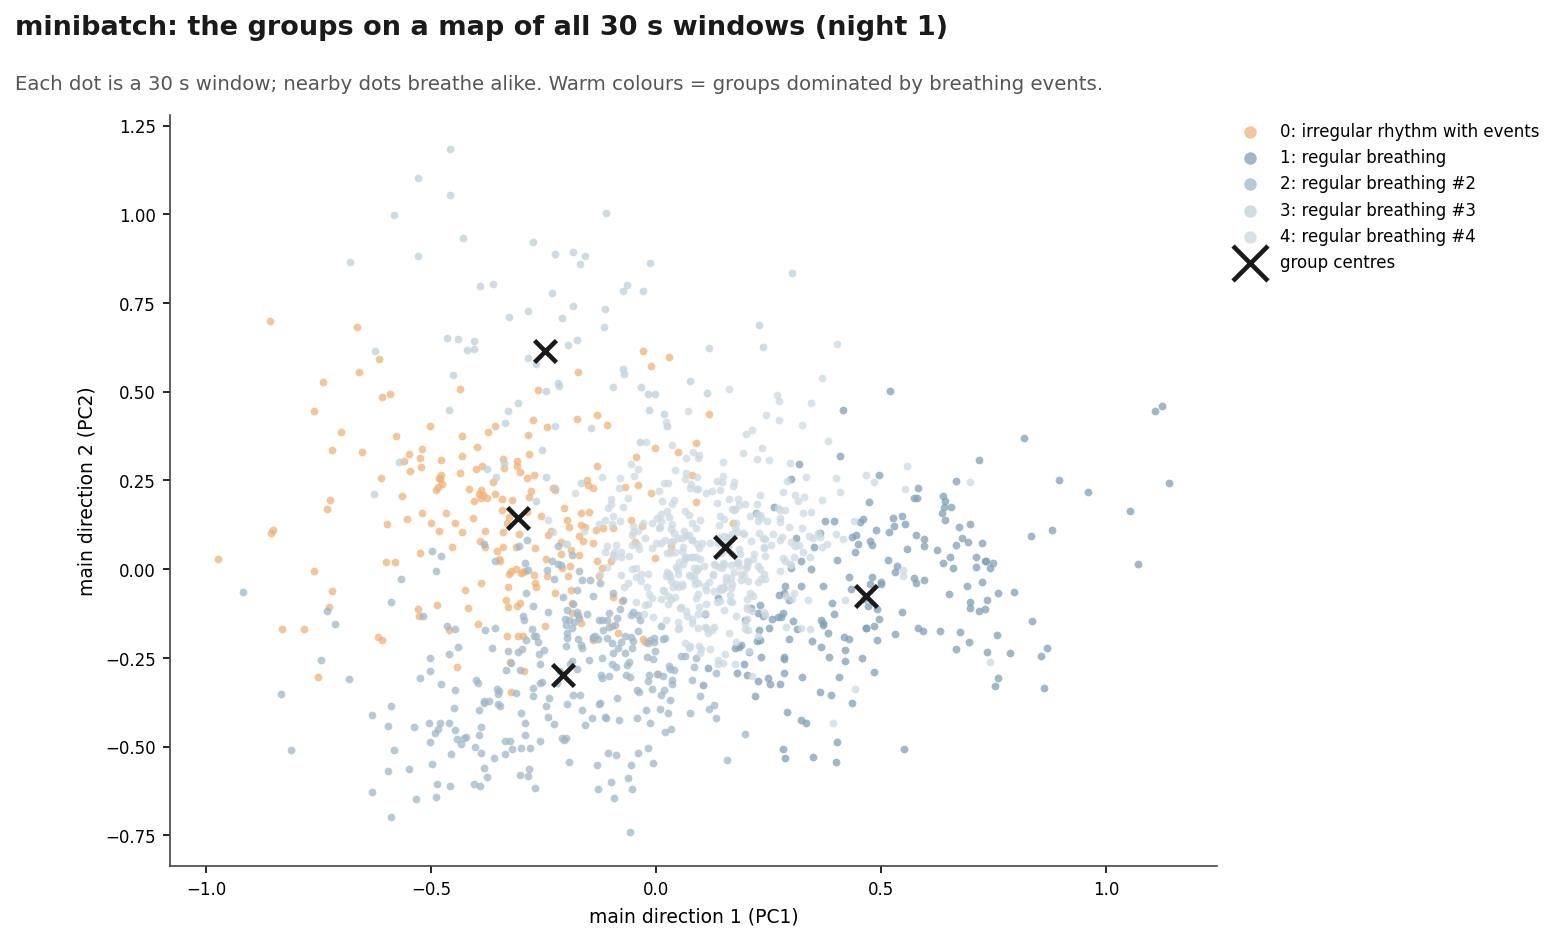 minibatch: the groups on a map of all 30 s windows (night 1)
Each dot is a 30 s window; nearby dots breathe alike. Warm colours = groups dominated by breathing events.
0: irregular rhythm with events
1: regular breathing
2: regular breathing #2
3: regular breathing #3
4: regular breathing #4
group centres
main direction 2 (PC2)
1.25
1.00
0.75
0.50
0.25
0.00
−0.25
−0.50
−0.75
−1.0 −0.5 0.0 0.5 1.0
main direction 1 (PC1)